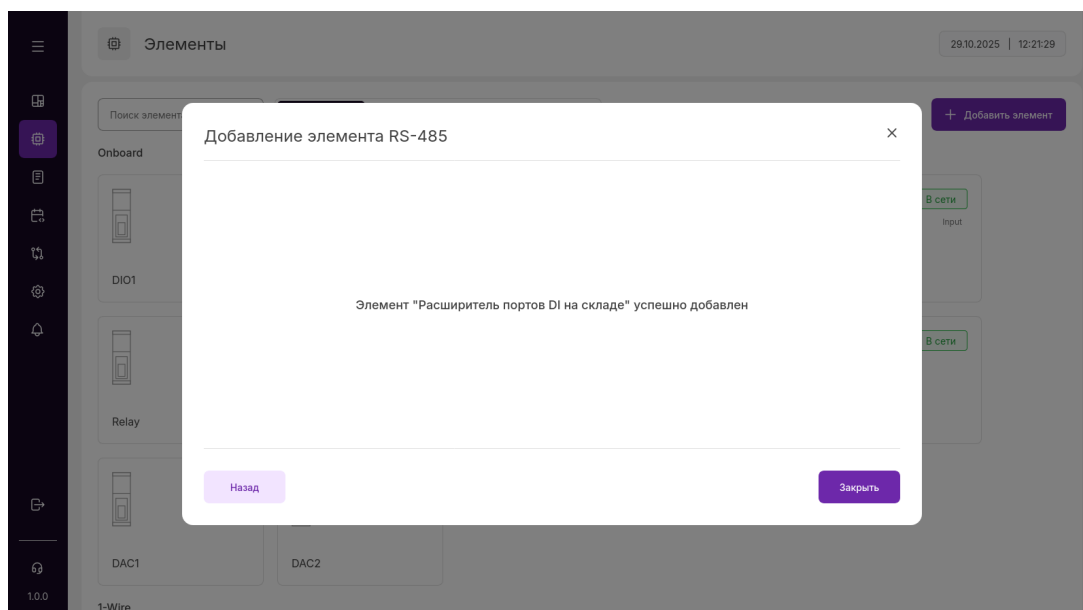 Элементы
29.10.2025 | 12:21:29
Поиск элемент
+ Добавить элемент
Добавление элемента RS-485
Onboard
В сети
Input
DIO1
Элемент "Расширитель портов DI на складе" успешно добавлен
В сети
Relay
Назад
Закрыть
DAC1
DAC2
1.0.0
1-Wire